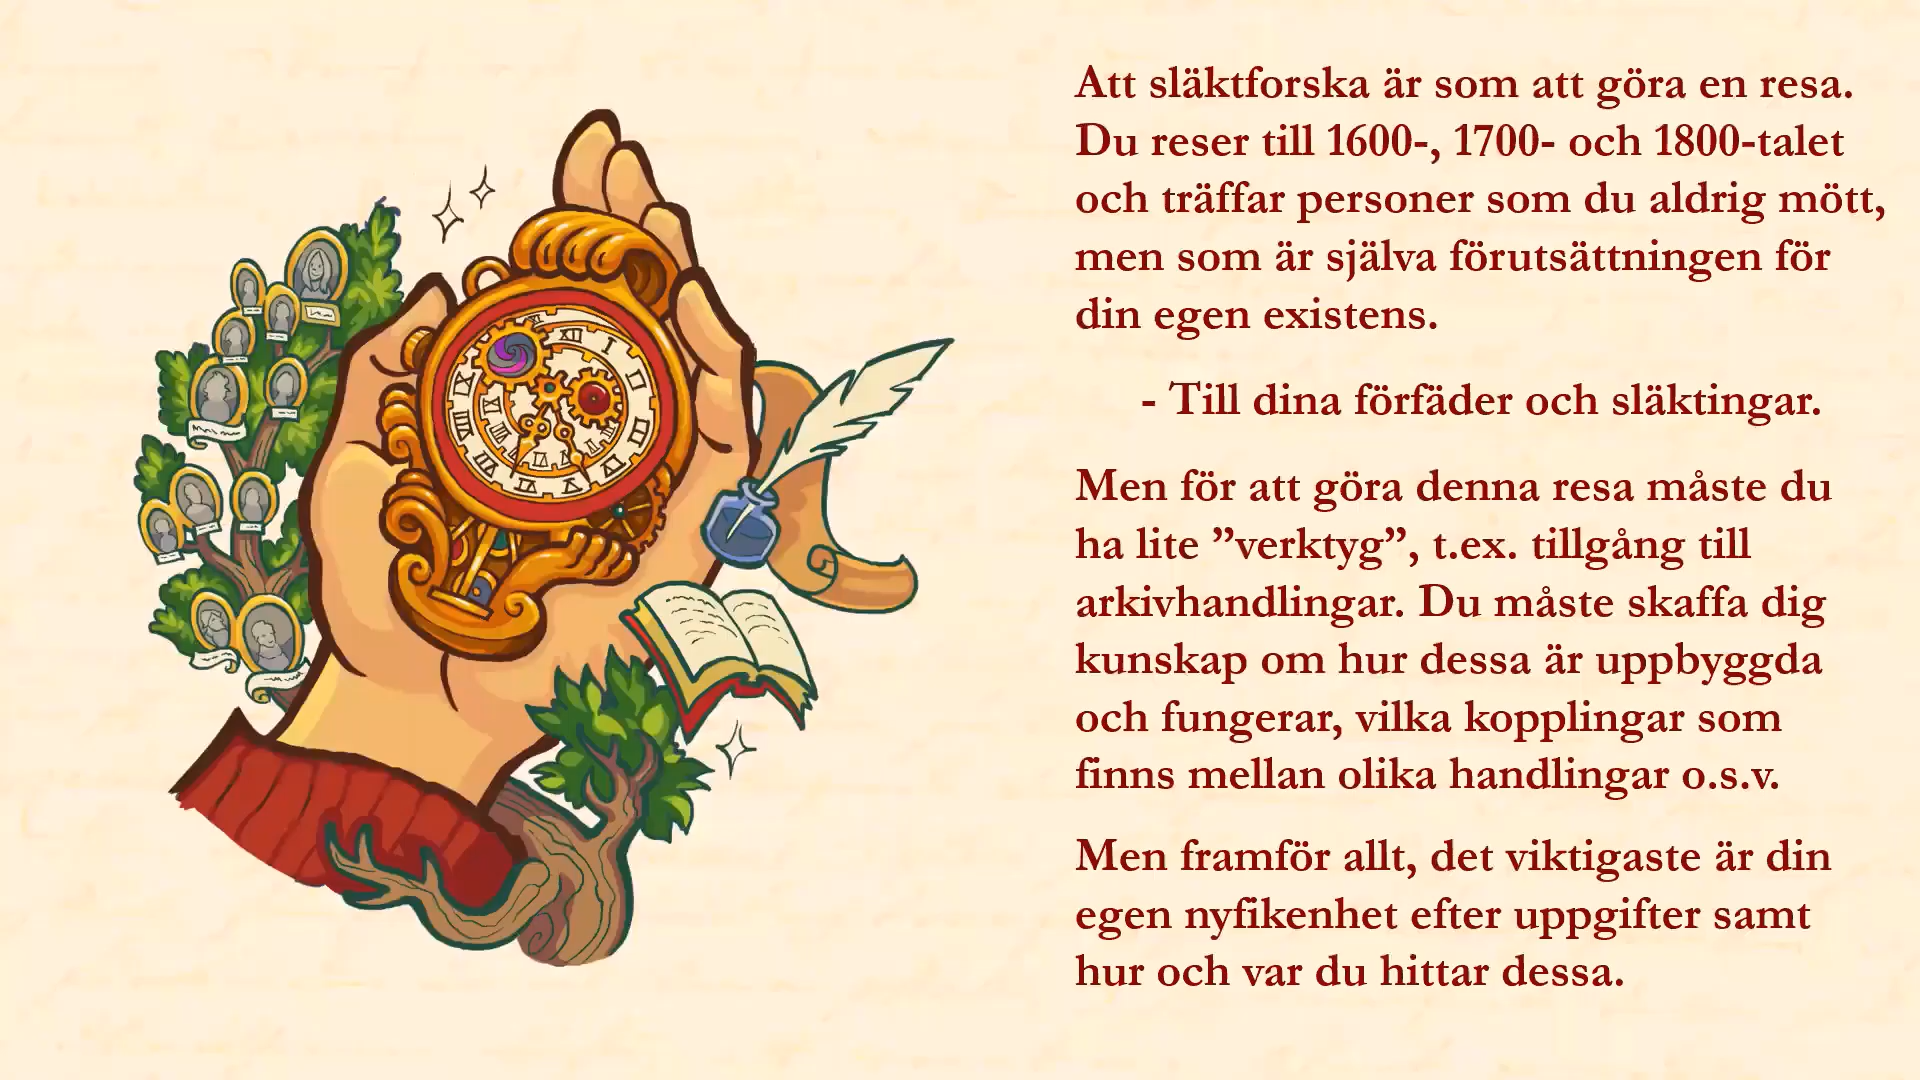 Att släktforska är som att göra en resa.
Du reser till 1600-, 1700- och 1800-talet
och träffar personer som du aldrig mött,
men som är själva förutsättningen för
din egen existens.
- Till dina förfäder och släktingar.
Men för att göra denna resa måste du
ha lite ”verktyg”, t.ex. tillgång till
arkivhandlingar. Du måste skaffa dig
kunskap om hur dessa är uppbyggda
och fungerar, vilka kopplingar som
finns mellan olika handlingar o.s.v.
Men framför allt, det viktigaste är din
egen nyfikenhet efter uppgifter samt
hur och var du hittar dessa.